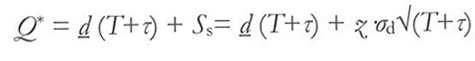 Q* = d (T+τ) + Sₛ= d (T+τ) + z σd√(T+τ)